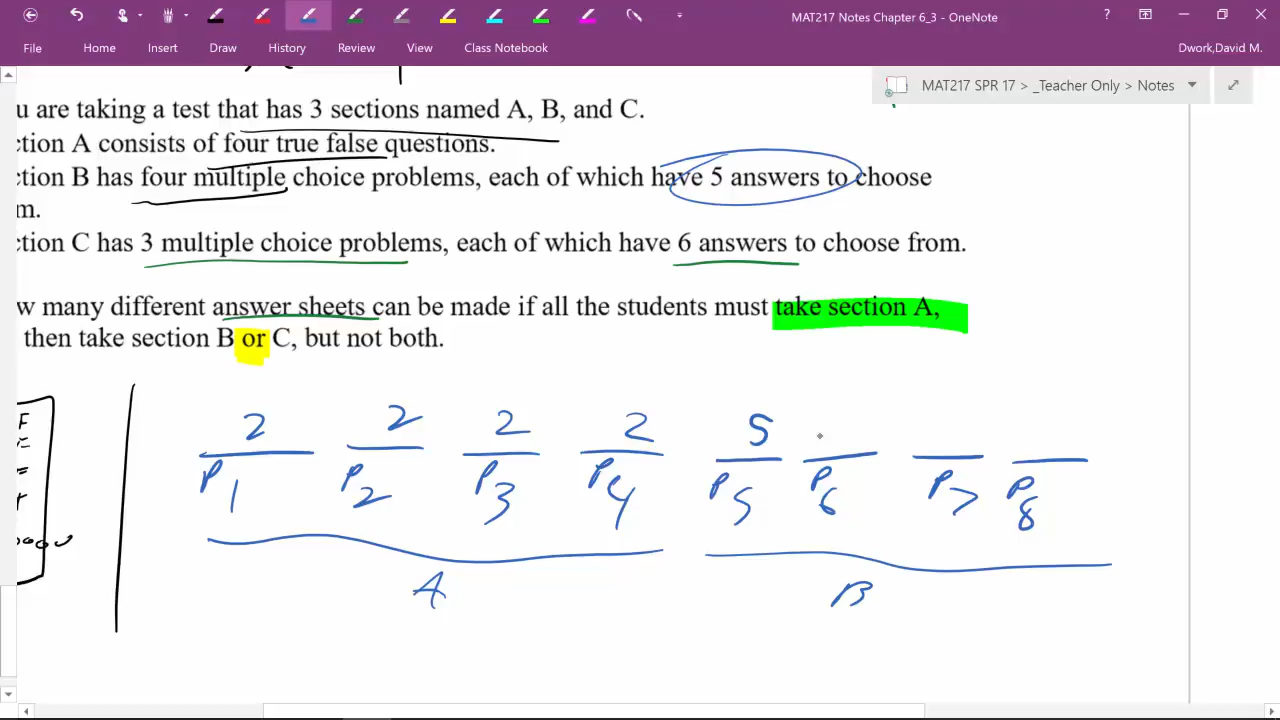 MAT217 Notes Chapter 6_3 - OneNote
?
File
Home
Insert
Draw
History
Review
View
Class Notebook
Dwork,David M.
MAT217 SPR 17 > _Teacher Only > Notes
u are taking a test that has 3 sections named A, B, and C.
ction A consists of four true false questions.
ction B has four multiple choice problems, each of which have 5 answers to choose
m.
ction C has 3 multiple choice problems, each of which have 6 answers to choose from.
w many different answer sheets can be made if all the students must take section A,
then take section B or C, but not both.
2 2 2 2 5
P1 P2 P3 P4 P5 P6 P7 P8
A B
F